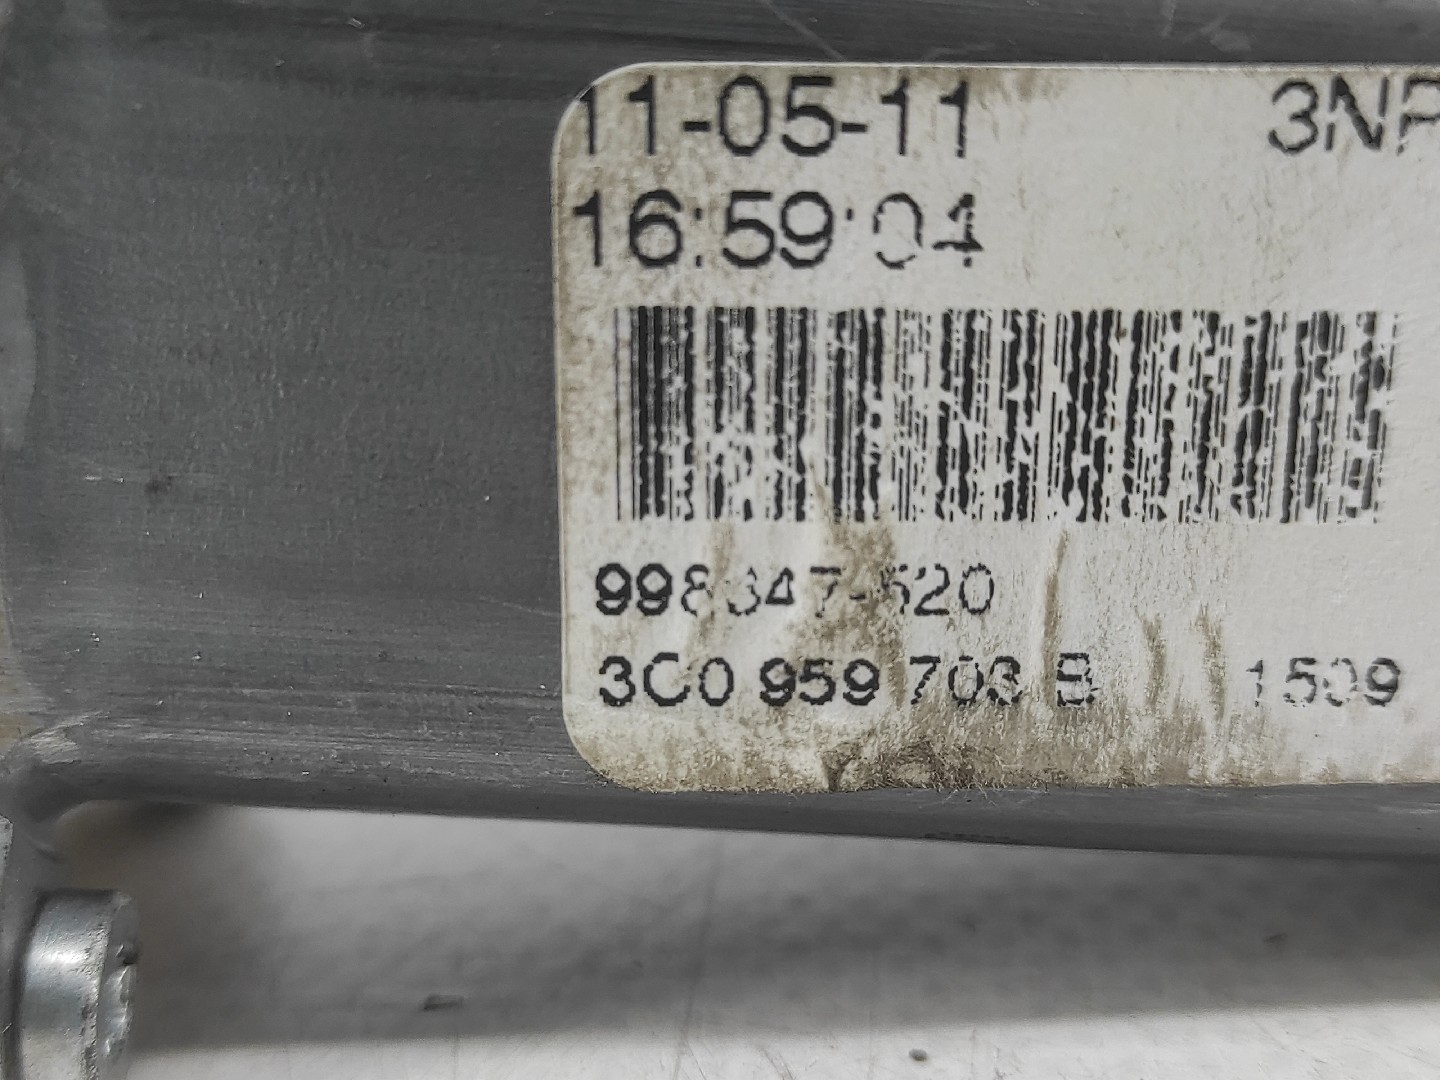 11-05-11 3NP
16:59:04
998347-520
3C0 959 703 B 1509